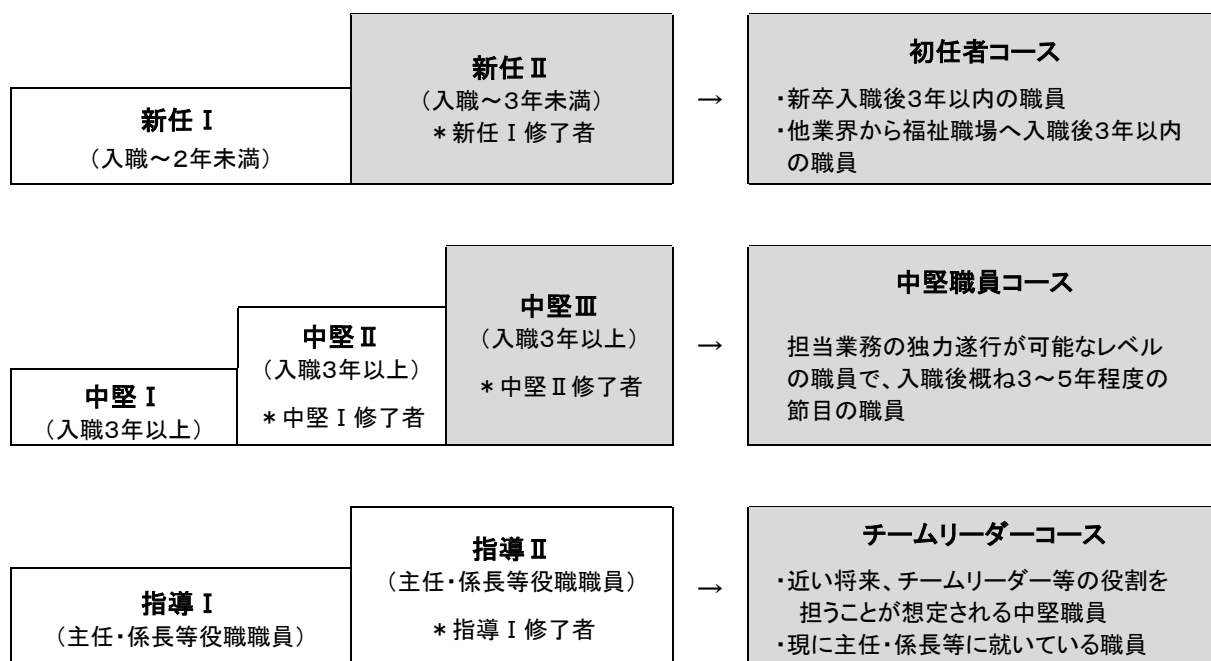 新任Ⅰ
(入職~2年未満)
新任Ⅱ
(入職~3年未満)
*新任Ⅰ修了者
→
初任者コース
・新卒入職後3年以内の職員
・他業界から福祉職場へ入職後3年以内
の職員
中堅Ⅰ
(入職3年以上)
中堅Ⅱ
(入職3年以上)
*中堅Ⅰ修了者
中堅Ⅲ
(入職3年以上)
*中堅Ⅱ修了者
→
中堅職員コース
担当業務の独力遂行が可能なレベル
の職員で、入職後概ね3~5年程度の
節目の職員
指導Ⅰ
(主任・係長等役職職員)
指導Ⅱ
(主任・係長等役職職員)
*指導Ⅰ修了者
→
チームリーダーコース
・近い将来、チームリーダー等の役割を
担うことが想定される中堅職員
・現に主任・係長等に就いている職員